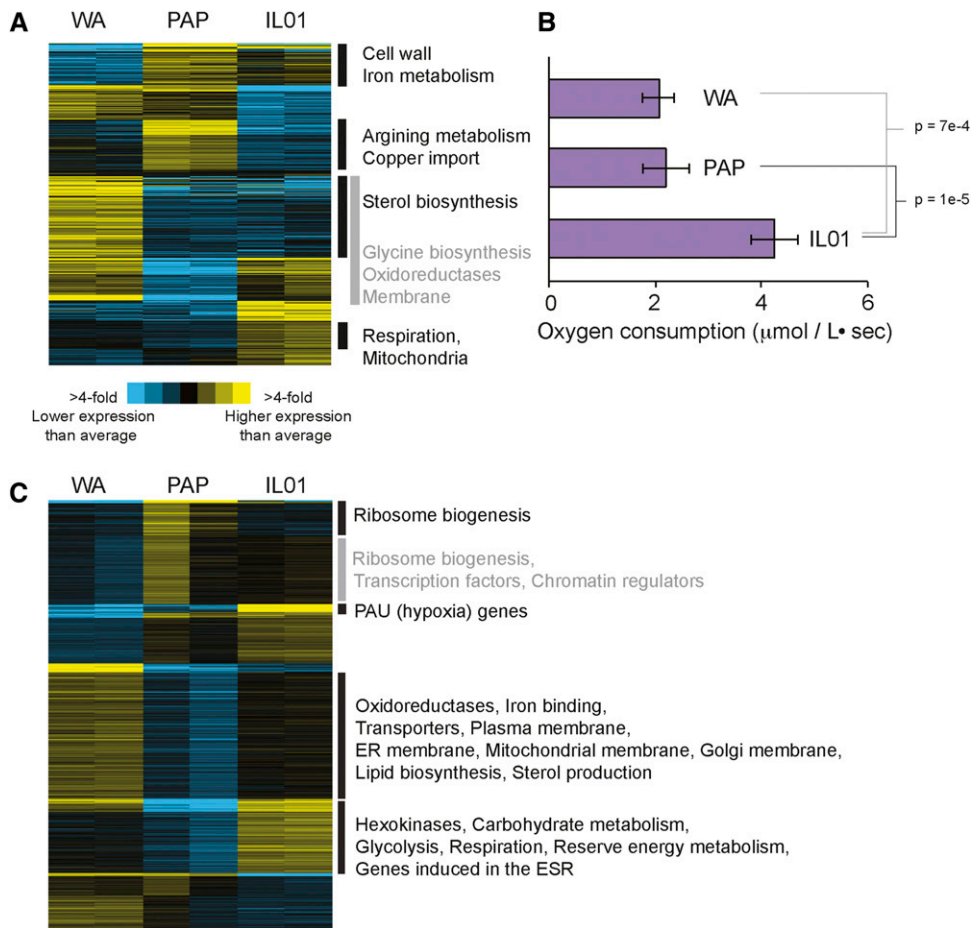 A
WA PAP IL01
Cell wall
Iron metabolism
Argining metabolism
Copper import
Sterol biosynthesis
Glycine biosynthesis
Oxidoreductases
Membrane
Respiration,
Mitochondria
>4-fold
Lower expression
than average
>4-fold
Higher expression
than average
B
WA
PAP
IL01
p = 7e-4
p = 1e-5
0 2 4 6
Oxygen consumption (μmol / L• sec)
C
WA PAP IL01
Ribosome biogenesis
Ribosome biogenesis,
Transcription factors, Chromatin regulators
PAU (hypoxia) genes
Oxidoreductases, Iron binding,
Transporters, Plasma membrane,
ER membrane, Mitochondrial membrane, Golgi membrane,
Lipid biosynthesis, Sterol production
Hexokinases, Carbohydrate metabolism,
Glycolysis, Respiration, Reserve energy metabolism,
Genes induced in the ESR